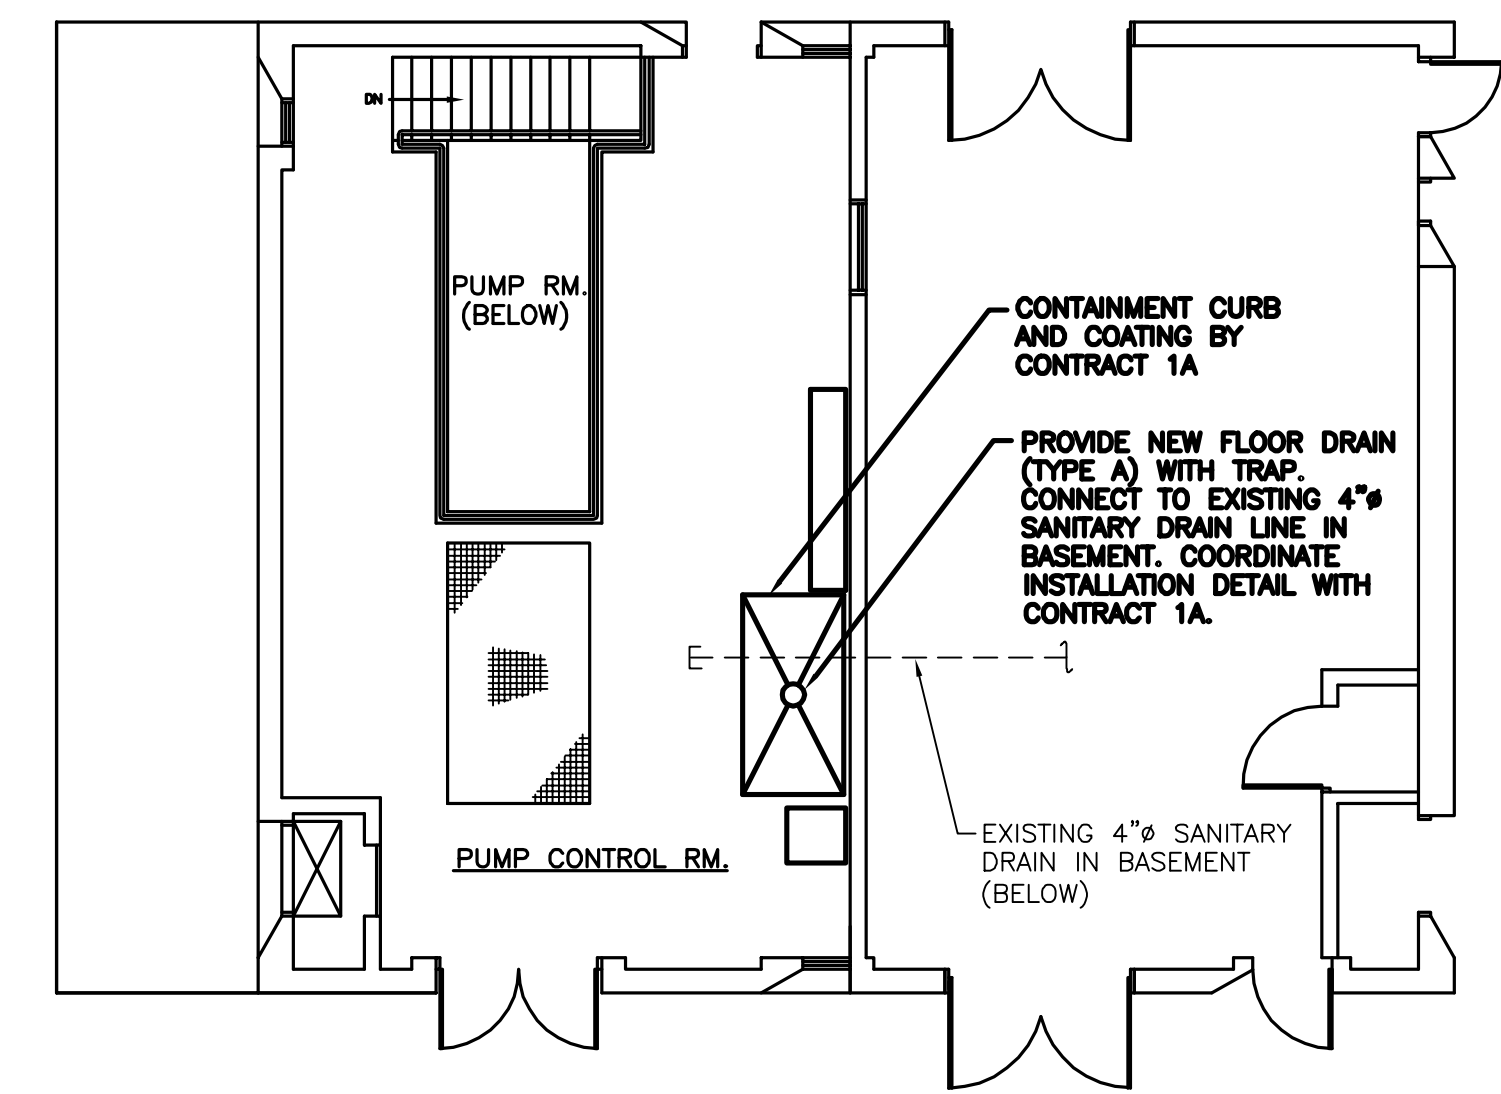 DN
PUMP RM.
(BELOW)
CONTAINMENT CURB
AND COATING BY
CONTRACT 1A
PROVIDE NEW FLOOR DRAIN
(TYPE A) WITH TRAP.
CONNECT TO EXISTING 4"ø
SANITARY DRAIN LINE IN
BASEMENT. COORDINATE
INSTALLATION DETAIL WITH
CONTRACT 1A.
EXISTING 4"ø SANITARY
DRAIN IN BASEMENT
(BELOW)
PUMP CONTROL RM.